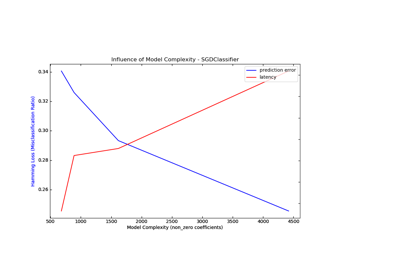 Influence of Model Complexity - SGDClassifier
prediction error
latency
0.34
0.32
0.30
0.28
0.26
Hamming Loss (Misclassification Ratio)
500 1000 1500 2000 2500 3000 3500 4000 4500
Model Complexity (non_zero coefficients)